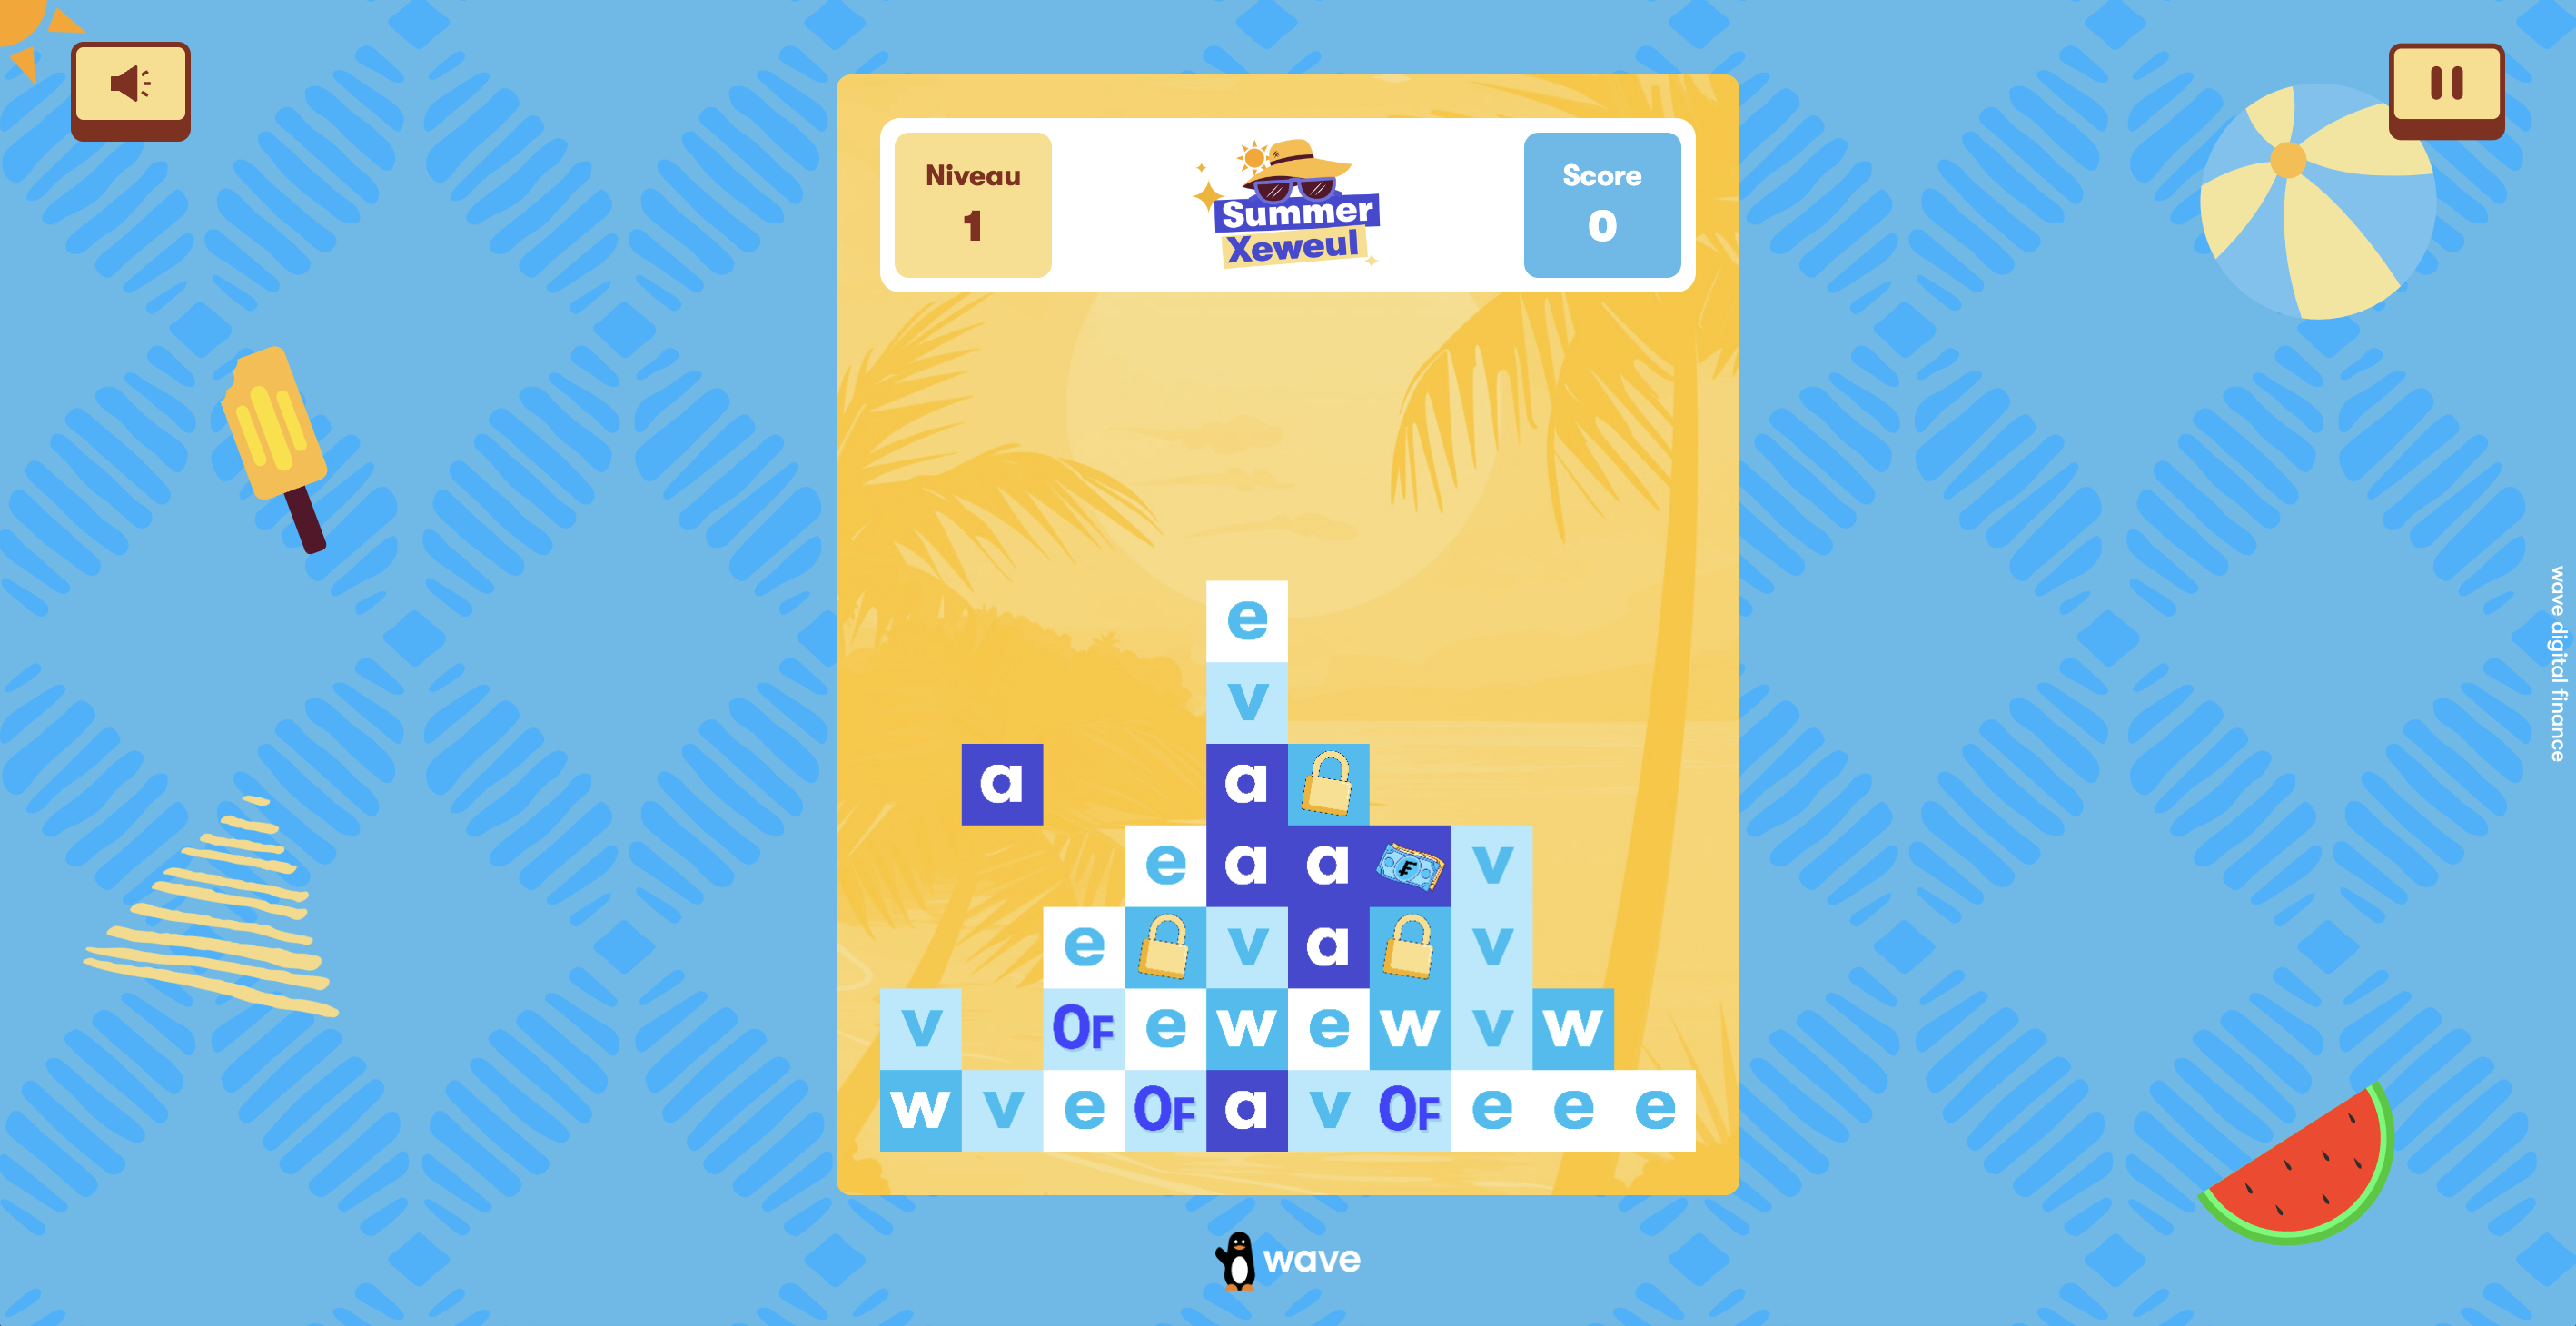 Niveau
1
Summer
Xeweul
Score
0
e
v
a a
e a a ₣ v
e v a v
v 0F e w e w v w
w v e 0F a v 0F e e e
wave
wave digital finance